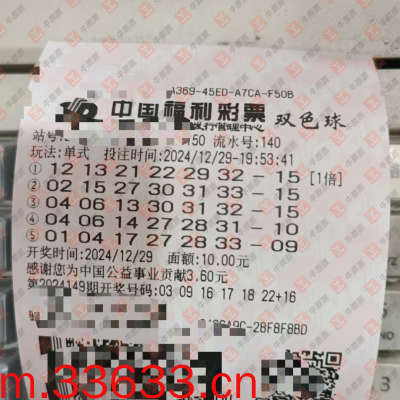 A369-45ED-A7CA-F50B
中国福利彩票 双色球
站号: 50 流水号:140
玩法:单式 投注时间:2024/12/29-19:53:41
① 12 13 21 22 29 32 - 15 [1倍]
② 02 15 27 30 31 33 - 15
③ 04 06 13 30 31 32 - 15
④ 04 06 14 27 28 31 - 10
⑤ 01 04 17 27 28 33 - 09
开奖时间:2024/12/29 面额:10.00元
感谢您为中国公益事业贡献3.60元
第2024149期开奖号码:03 09 16 17 18 22+16
-28F8F8BD
m.33633.cn